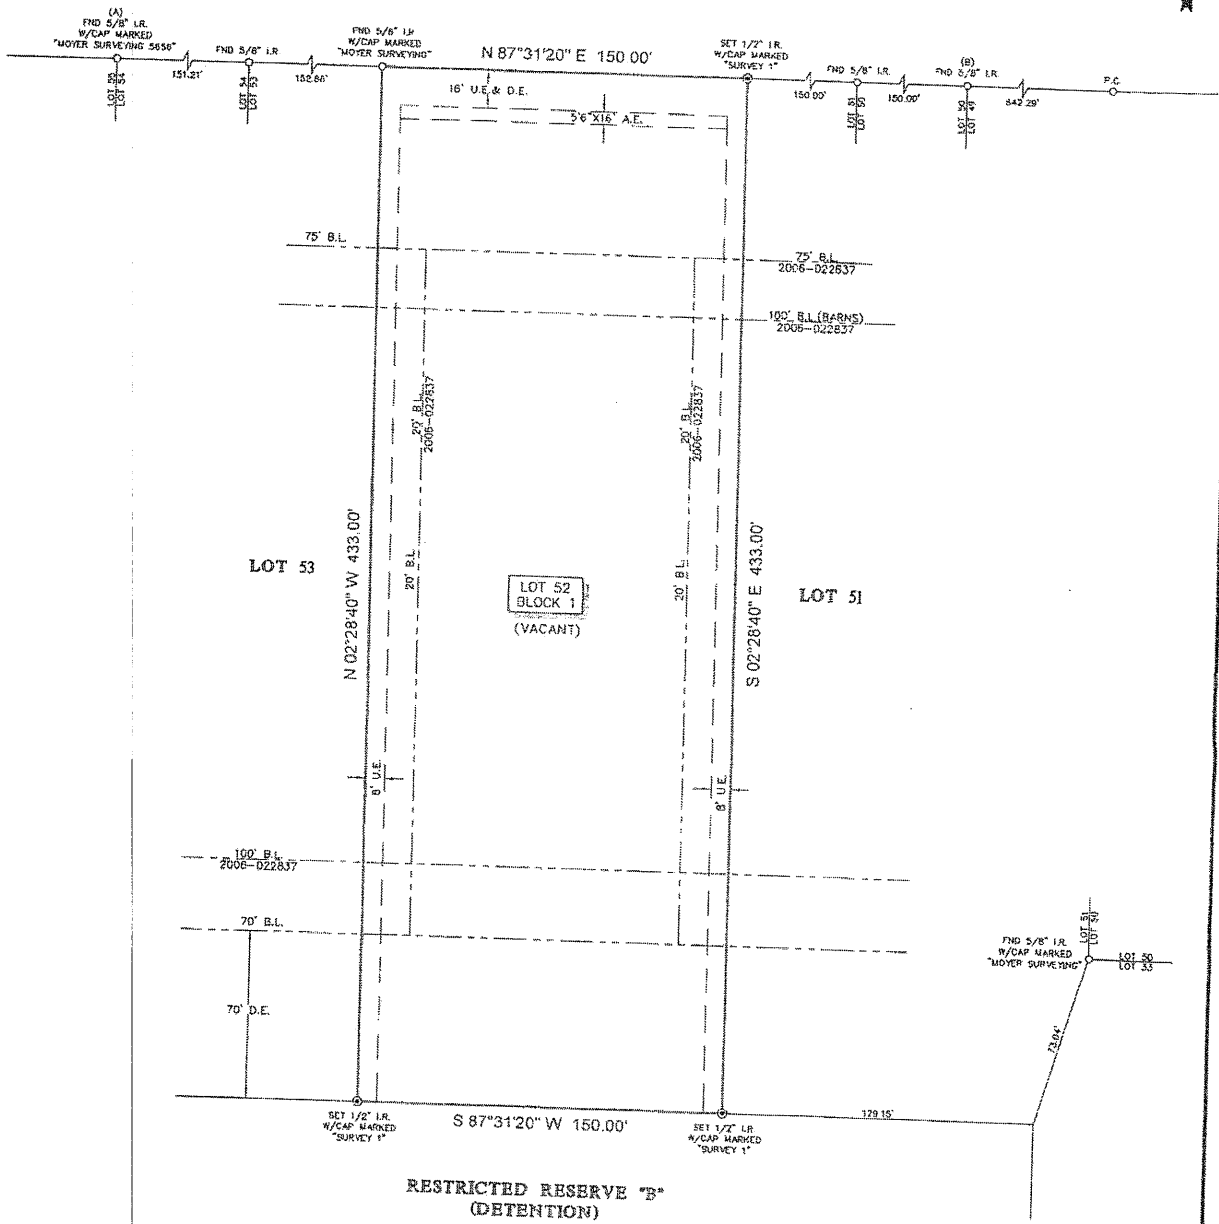 (A)
FND 5/8" I.R.
W/CAP MARKED
"MOYER SURVEYING 5656"
LOT 55
LOT 54
151.21'
FND 5/8" I.R.
LOT 54
LOT 53
152.86'
FND 5/8" I.R.
W/CAP MARKED
"MOYER SURVEYING"
N 87°31'20" E 150.00'
SET 1/2" I.R.
W/CAP MARKED
"SURVEY 1"
150.00'
FND 5/8" I.R.
LOT 51
LOT 50
150.00'
(B)
FND 5/8" I.R.
LOT 50
LOT 49
842.29'
P.C.
16' U.E.& D.E.
5'6"X16' A.E.
75' B.L.
75' B.L.
2006-022837
100' B.L.(BARNS)
2006-022837
20' B.L.
2006-022837
20' B.L.
2006-022837
N 02°28'40" W 433.00'
S 02°28'40" E 433.00'
LOT 53
20' B.L.
LOT 52
BLOCK 1
(VACANT)
20' B.L.
LOT 51
8' U.E.
8' U.E.
100' B.L.
2006-022837
70' B.L.
70' D.E.
LOT 51
LOT 50
FND 5/8" I.R.
W/CAP MARKED
"MOYER SURVEYING"
LOT 50
LOT 33
73.04'
SET 1/2" I.R.
W/CAP MARKED
"SURVEY 1"
S 87°31'20" W 150.00'
SET 1/2" I.R.
W/CAP MARKED
"SURVEY 1"
129.15'
RESTRICTED RESERVE "B"
(DETENTION)